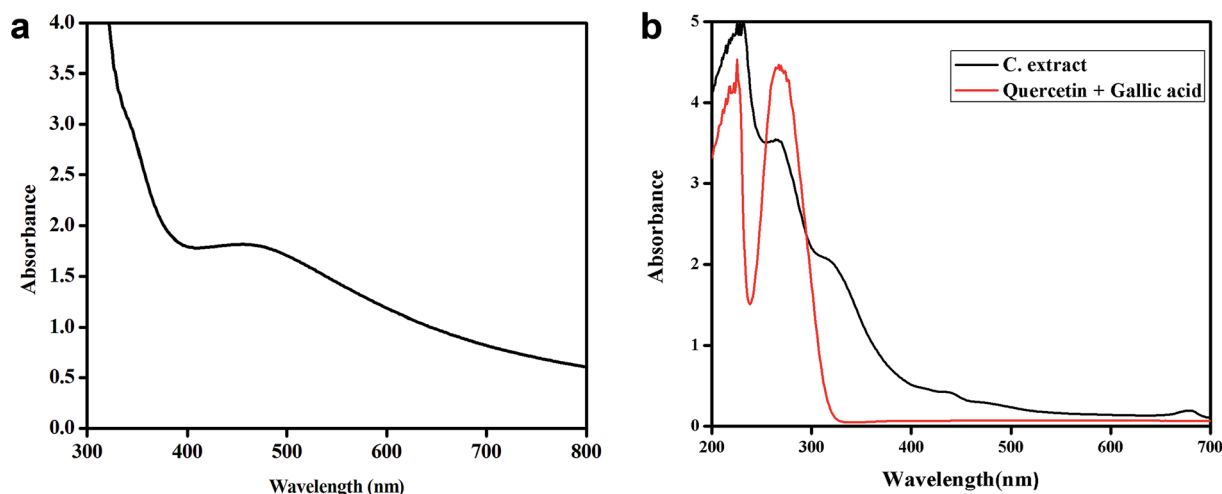 a
4.0
3.5
3.0
2.5
2.0
1.5
1.0
0.5
0.0
Absorbance
300 400 500 600 700 800
Wavelength (nm)
b
5
4
3
2
1
0
Absorbance
C. extract
Quercetin + Gallic acid
200 300 400 500 600 700
Wavelength(nm)